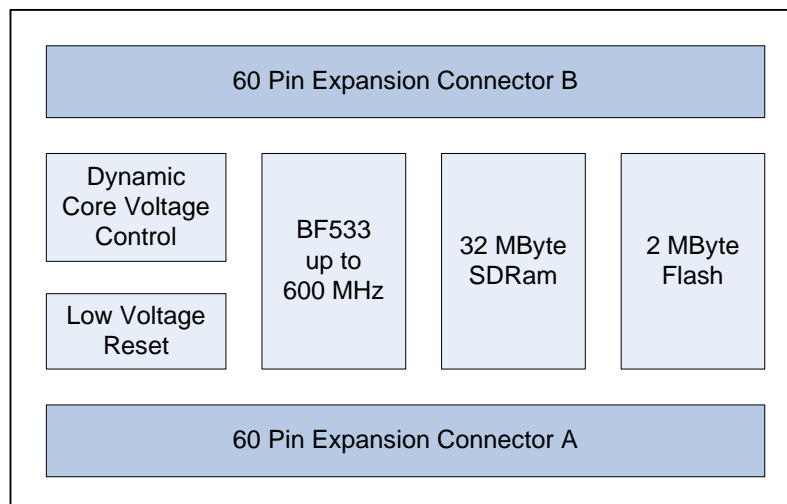 60 Pin Expansion Connector B
Dynamic
Core Voltage
Control
Low Voltage
Reset
BF533
up to
600 MHz
32 MByte
SDRam
2 MByte
Flash
60 Pin Expansion Connector A